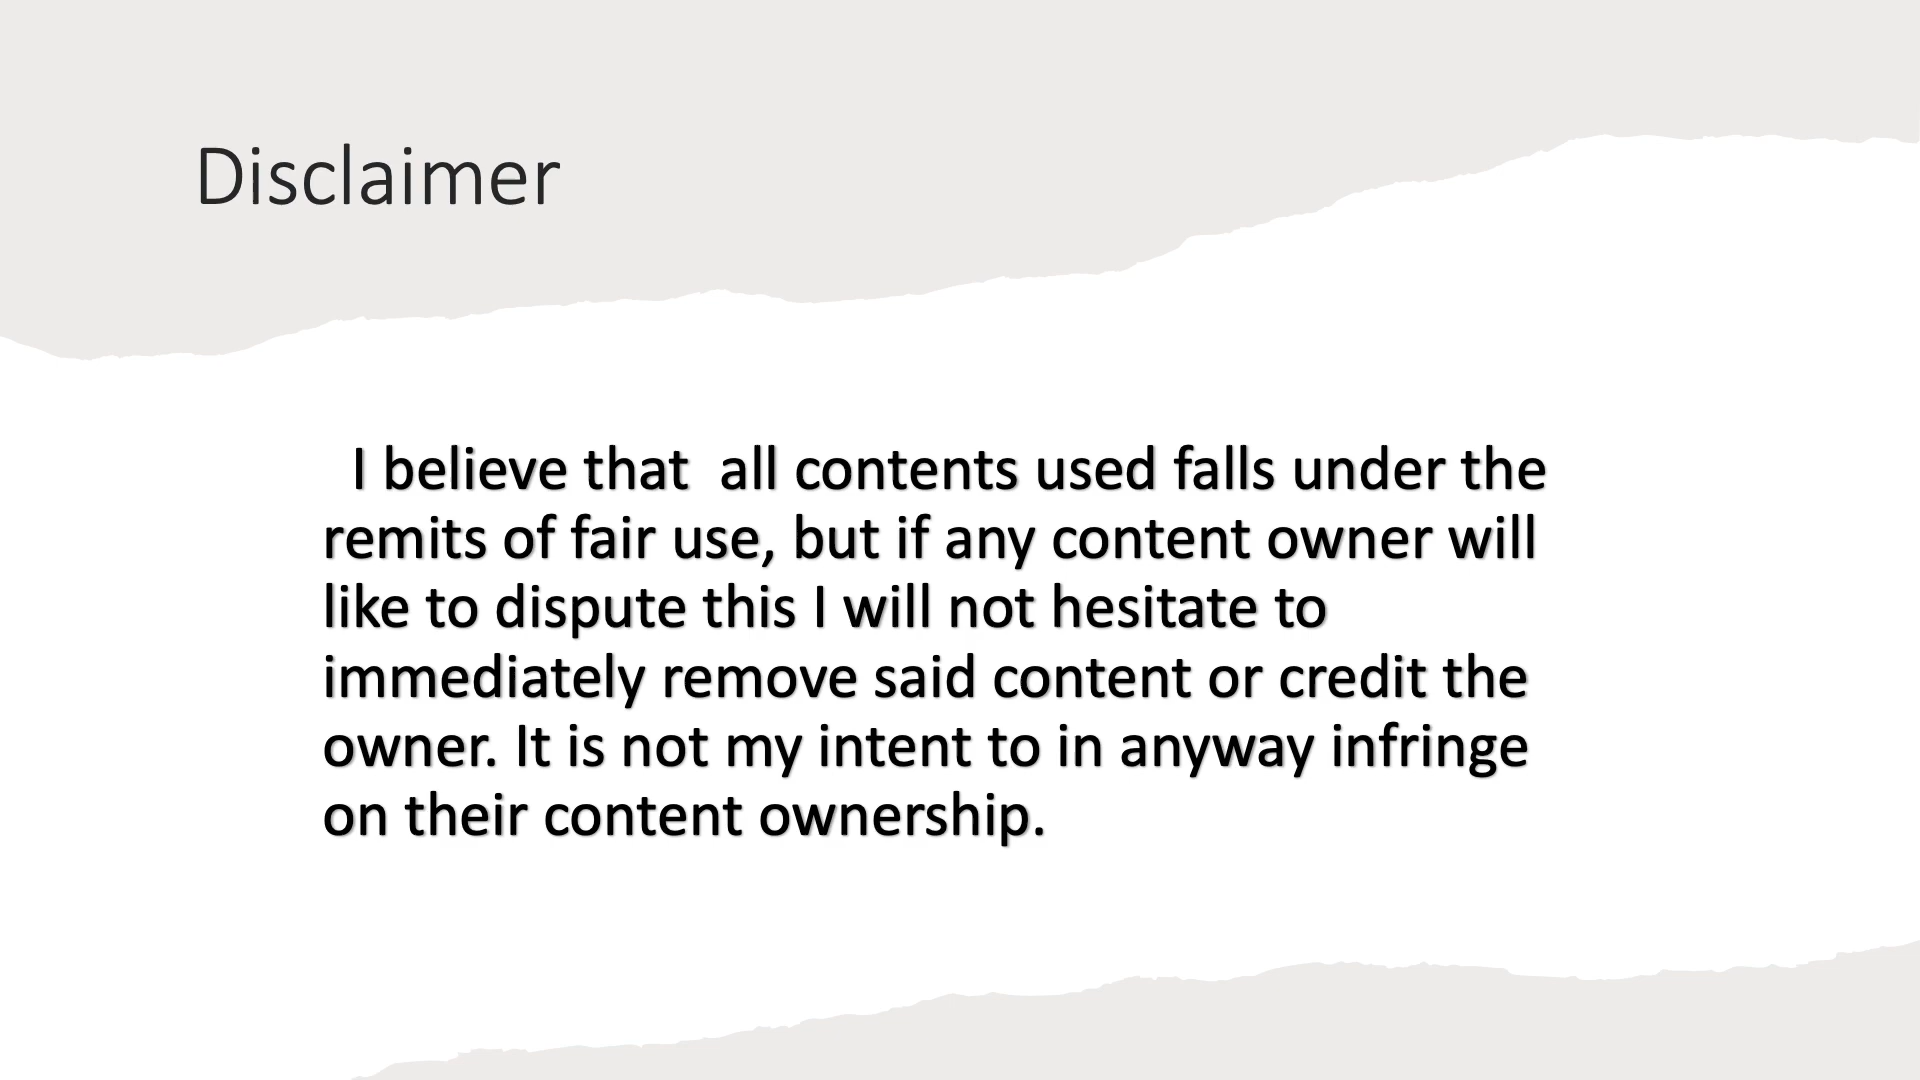 Disclaimer
I believe that  all contents used falls under the
remits of fair use, but if any content owner will
like to dispute this I will not hesitate to
immediately remove said content or credit the
owner. It is not my intent to in anyway infringe
on their content ownership.